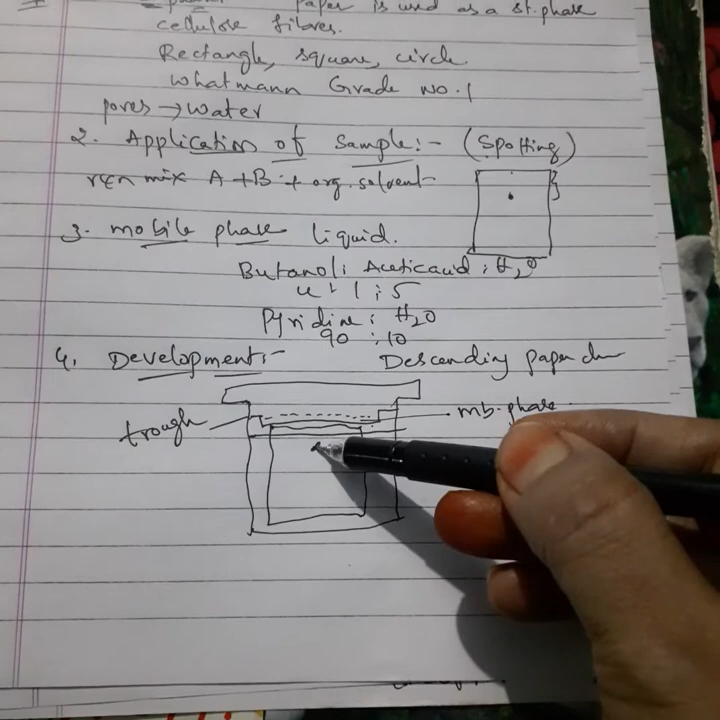 Paper is used as a st. phase
cellulose fibres.
Rectangle, square, circle
Whatmann Grade No. 1
pores → water
2. Application of Sample:- (Spotting)
rxn mix A + B + org. solvent
3. mobile phase liquid.
Butanol : Acetic acid : H2O
4 : 1 : 5
Pyridine : H2O
90 : 10
4. Development:- Descending paper
trough mb. phase